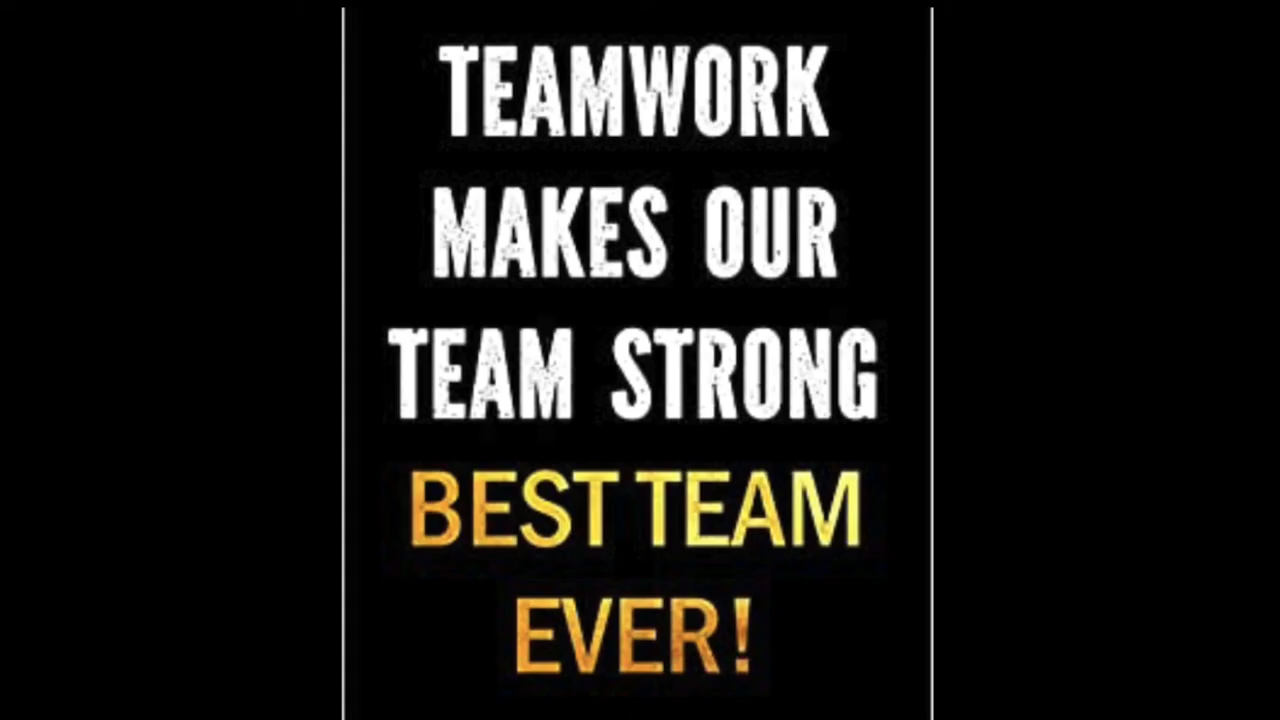 TEAMWORK
MAKES OUR
TEAM STRONG
BEST TEAM
EVER!